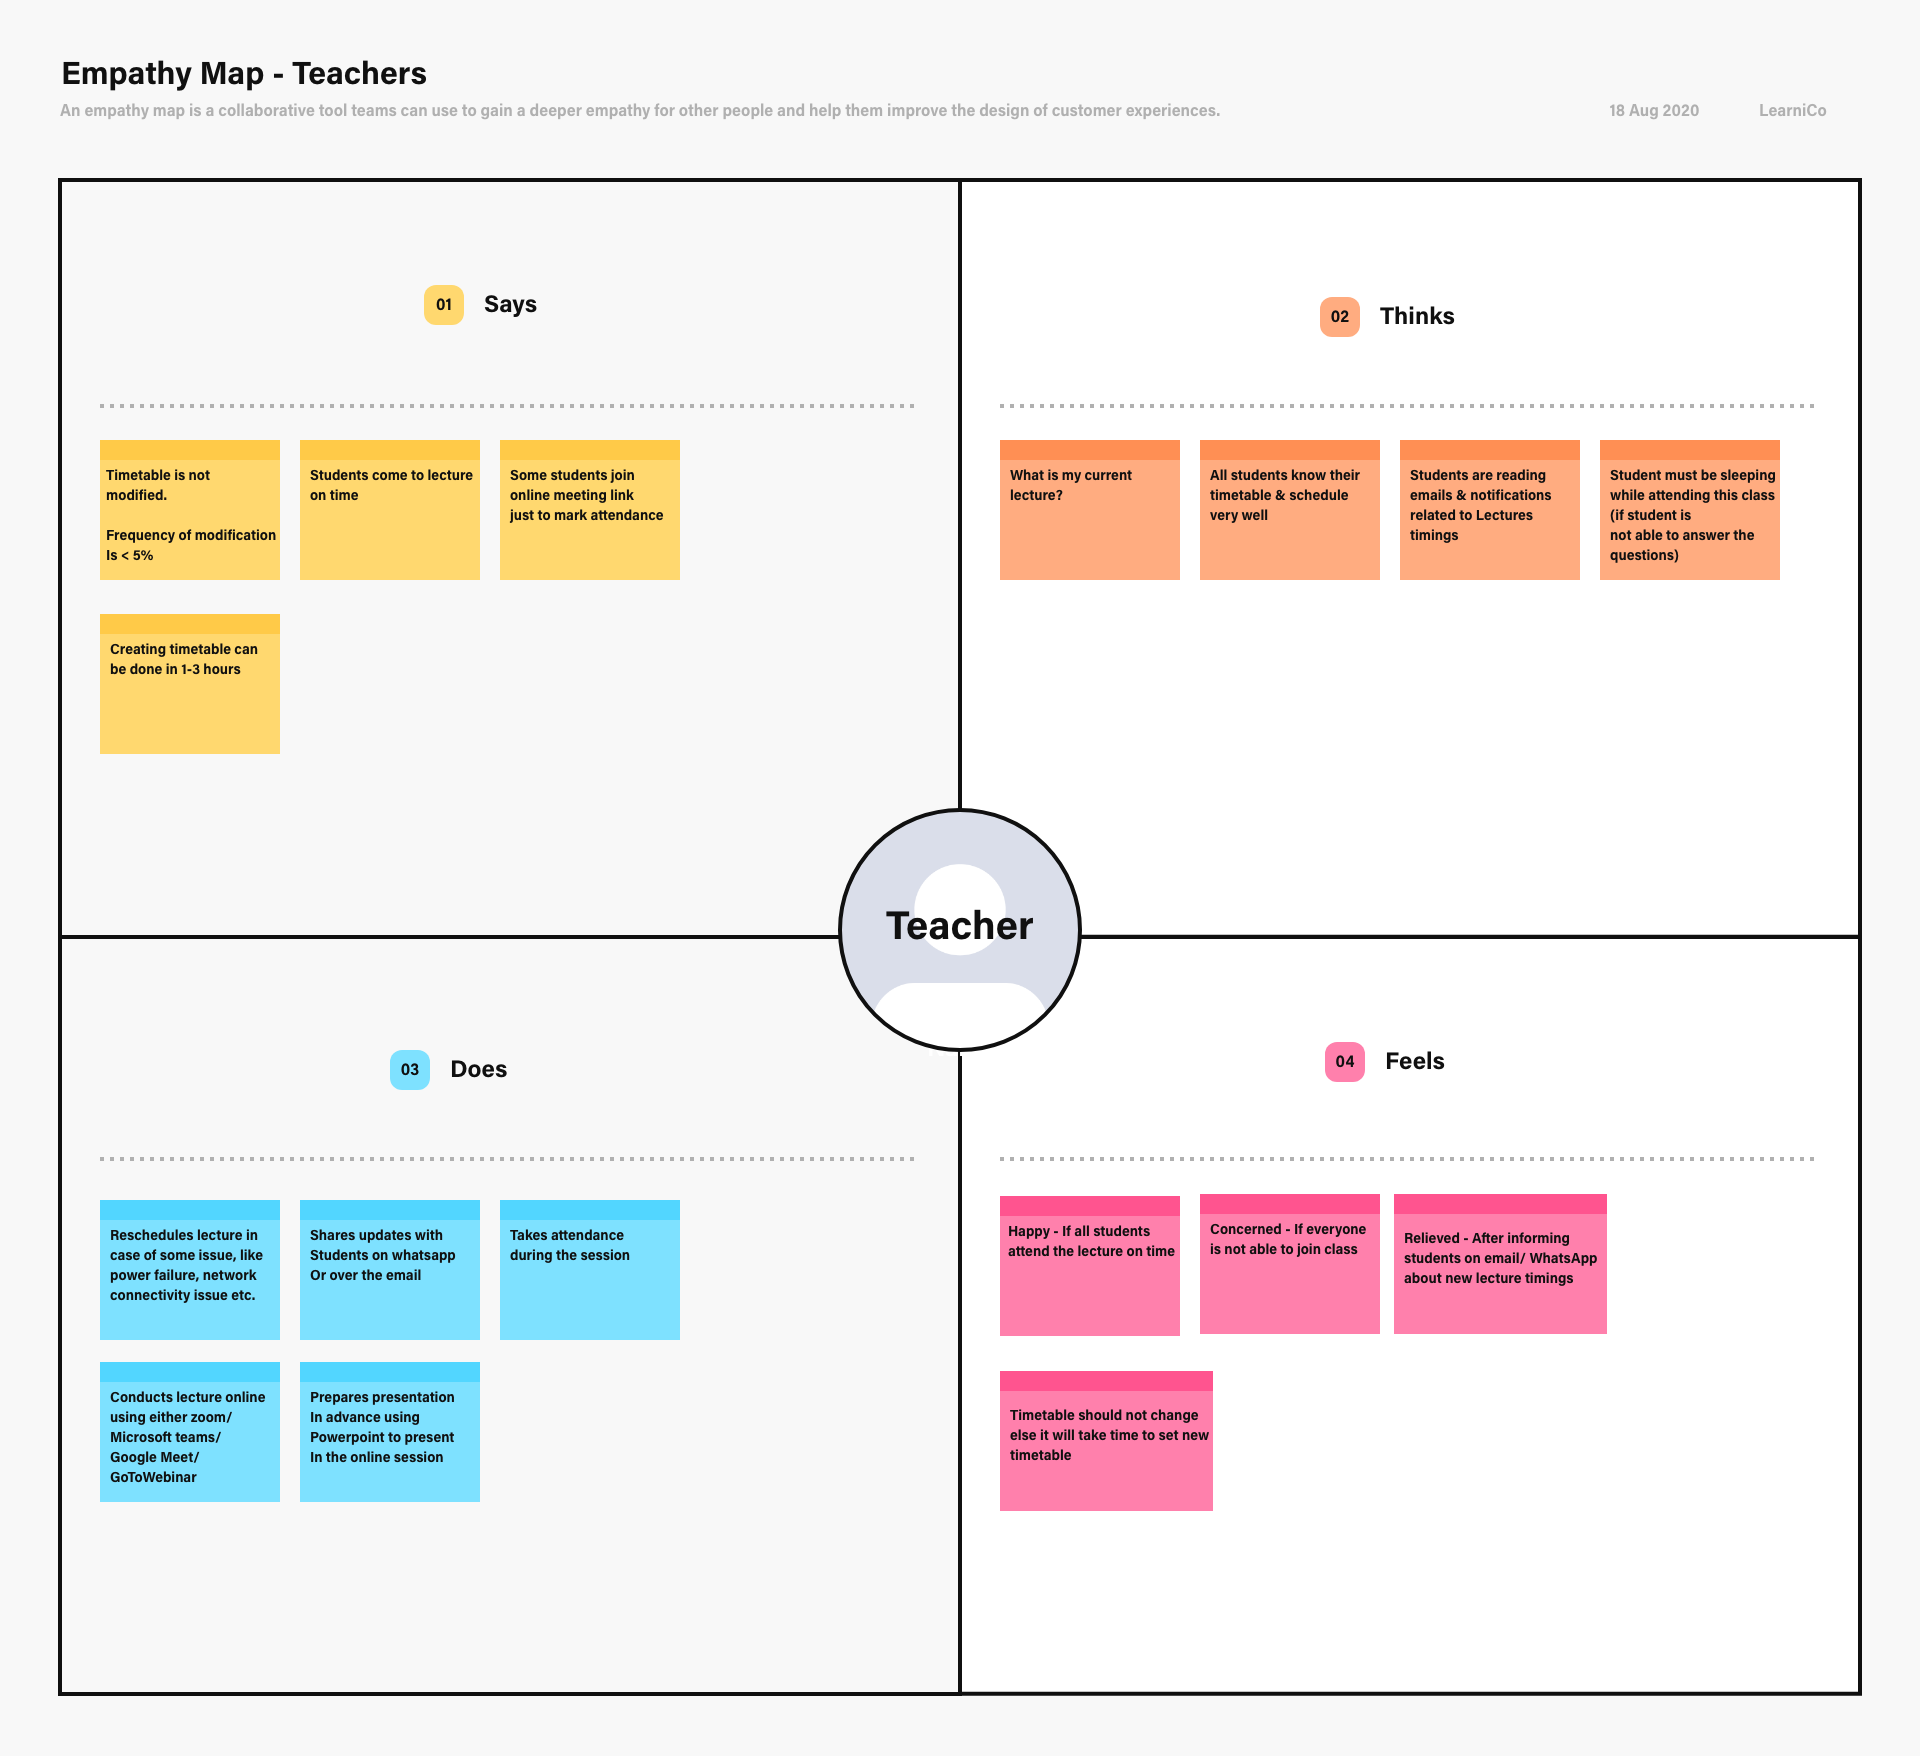 Empathy Map - Teachers
An empathy map is a collaborative tool teams can use to gain a deeper empathy for other people and help them improve the design of customer experiences.
18 Aug 2020
LearniCo
01
Says
Timetable is not
modified.
Frequency of modification
Is < 5%
Students come to lecture
on time
Some students join
online meeting link
just to mark attendance
Creating timetable can
be done in 1-3 hours
02
Thinks
What is my current
lecture?
All students know their
timetable & schedule
very well
Students are reading
emails & notifications
related to Lectures
timings
Student must be sleeping
while attending this class
(if student is
not able to answer the
questions)
Teacher
03
Does
Reschedules lecture in
case of some issue, like
power failure, network
connectivity issue etc.
Shares updates with
Students on whatsapp
Or over the email
Takes attendance
during the session
Conducts lecture online
using either zoom/
Microsoft teams/
Google Meet/
GoToWebinar
Prepares presentation
In advance using
Powerpoint to present
In the online session
04
Feels
Happy - If all students
attend the lecture on time
Concerned - If everyone
is not able to join class
Relieved - After informing
students on email/ WhatsApp
about new lecture timings
Timetable should not change
else it will take time to set new
timetable